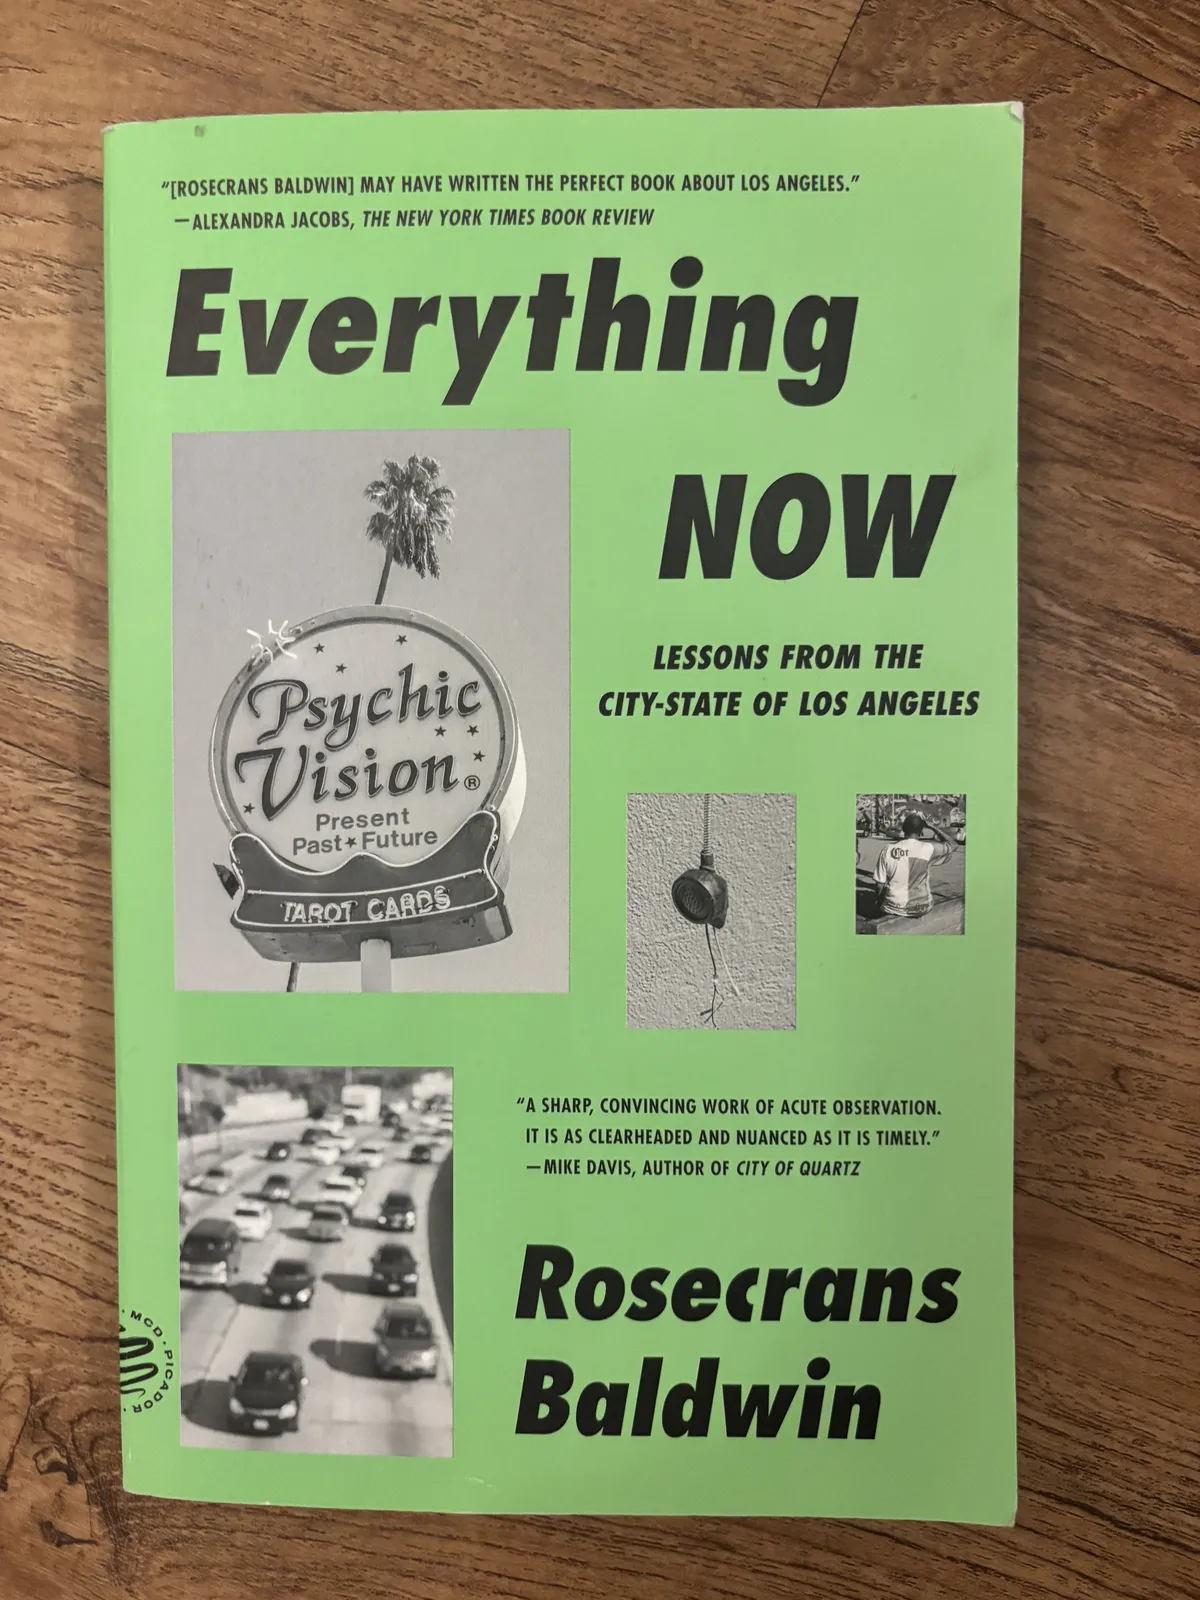 “[ROSECRANS BALDWIN] MAY HAVE WRITTEN THE PERFECT BOOK ABOUT LOS ANGELES.”
—ALEXANDRA JACOBS, THE NEW YORK TIMES BOOK REVIEW
Everything
NOW
LESSONS FROM THE
CITY-STATE OF LOS ANGELES
Psychic
Vision®
Present
Past★Future
TAROT CARDS
Cor
“A SHARP, CONVINCING WORK OF ACUTE OBSERVATION.
IT IS AS CLEARHEADED AND NUANCED AS IT IS TIMELY.”
—MIKE DAVIS, AUTHOR OF CITY OF QUARTZ
Rosecrans
Baldwin
MCD · PICADOR